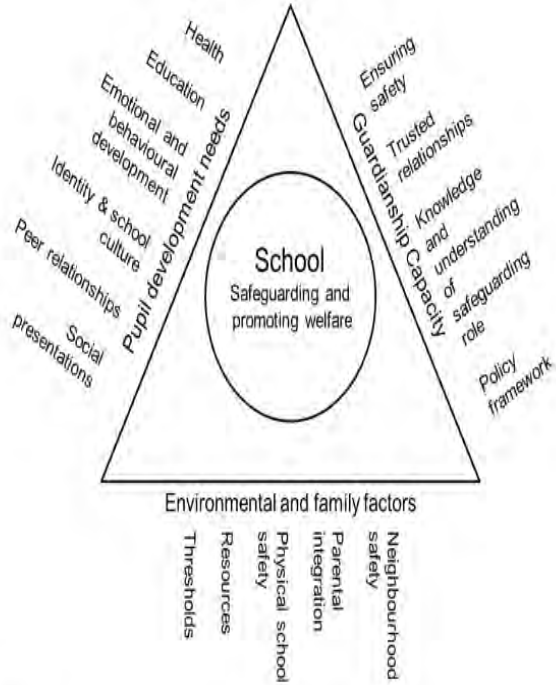 Health
Education
Emotional and
behavioural
development
Identity & school
culture
Peer relationships
Social
presentations
Pupil development needs
School
Safeguarding and
promoting welfare
Guardianship Capacity
Ensuring
safety
Trusted
relationships
Knowledge
and
understanding
of
safeguarding
role
Policy
framework
Environmental and family factors
Thresholds
Resources
Physical school
safety
Parental
integration
Neighbourhood
safety